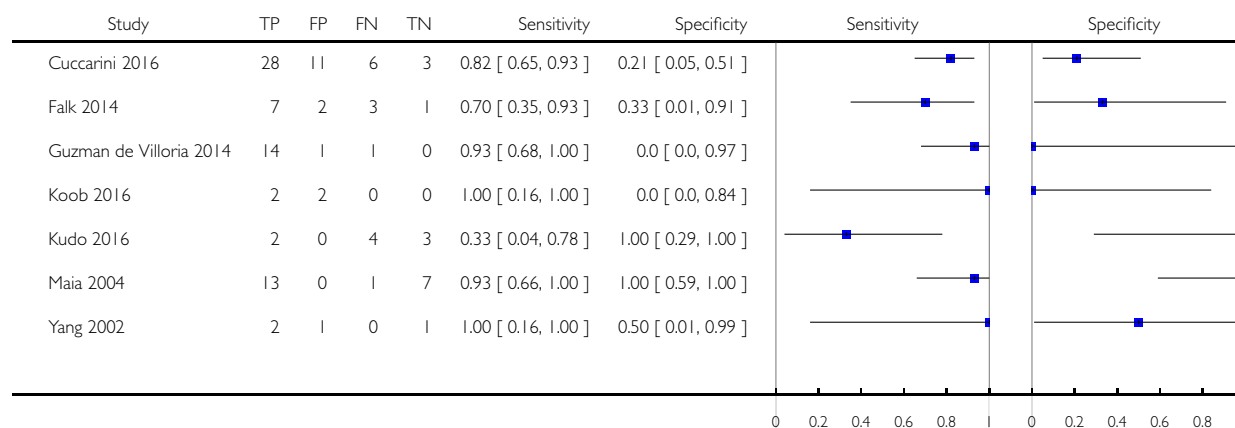 Study TP FP FN TN Sensitivity Specificity Sensitivity Specificity
Cuccarini 2016 28 11 6 3 0.82 [ 0.65, 0.93 ] 0.21 [ 0.05, 0.51 ]
Falk 2014 7 2 3 1 0.70 [ 0.35, 0.93 ] 0.33 [ 0.01, 0.91 ]
Guzman de Villoria 2014 14 1 1 0 0.93 [ 0.68, 1.00 ] 0.0 [ 0.0, 0.97 ]
Koob 2016 2 2 0 0 1.00 [ 0.16, 1.00 ] 0.0 [ 0.0, 0.84 ]
Kudo 2016 2 0 4 3 0.33 [ 0.04, 0.78 ] 1.00 [ 0.29, 1.00 ]
Maia 2004 13 0 1 7 0.93 [ 0.66, 1.00 ] 1.00 [ 0.59, 1.00 ]
Yang 2002 2 1 0 1 1.00 [ 0.16, 1.00 ] 0.50 [ 0.01, 0.99 ]
0 0.2 0.4 0.6 0.8 1 0 0.2 0.4 0.6 0.8